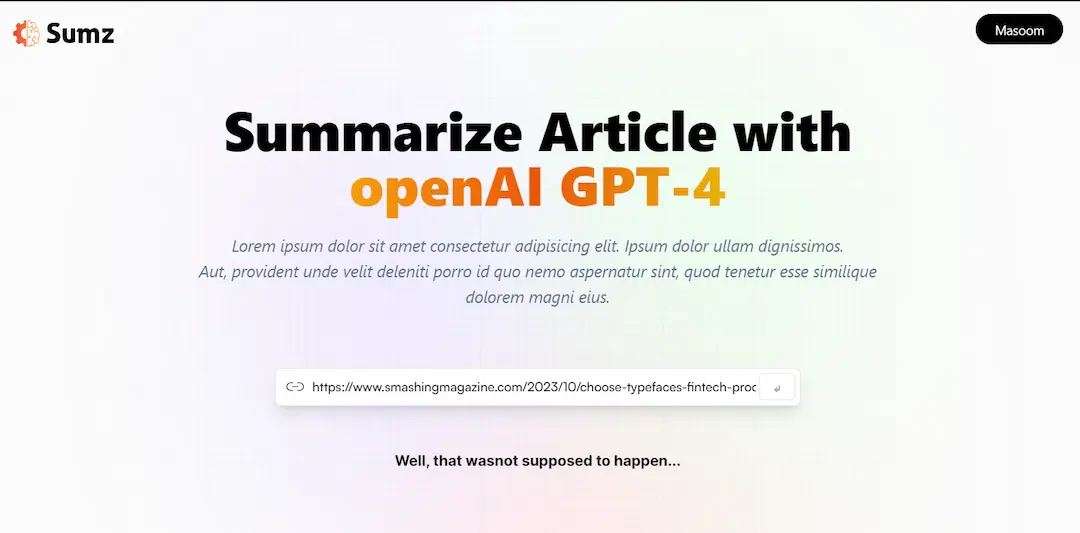 Sumz
Masoom
Summarize Article with
openAI GPT-4
Lorem ipsum dolor sit amet consectetur adipisicing elit. Ipsum dolor ullam dignissimos.
Aut, provident unde velit deleniti porro id quo nemo aspernatur sint, quod tenetur esse similique
dolorem magni eius.
https://www.smashingmagazine.com/2023/10/choose-typefaces-fintech-proc
Well, that wasnot supposed to happen...